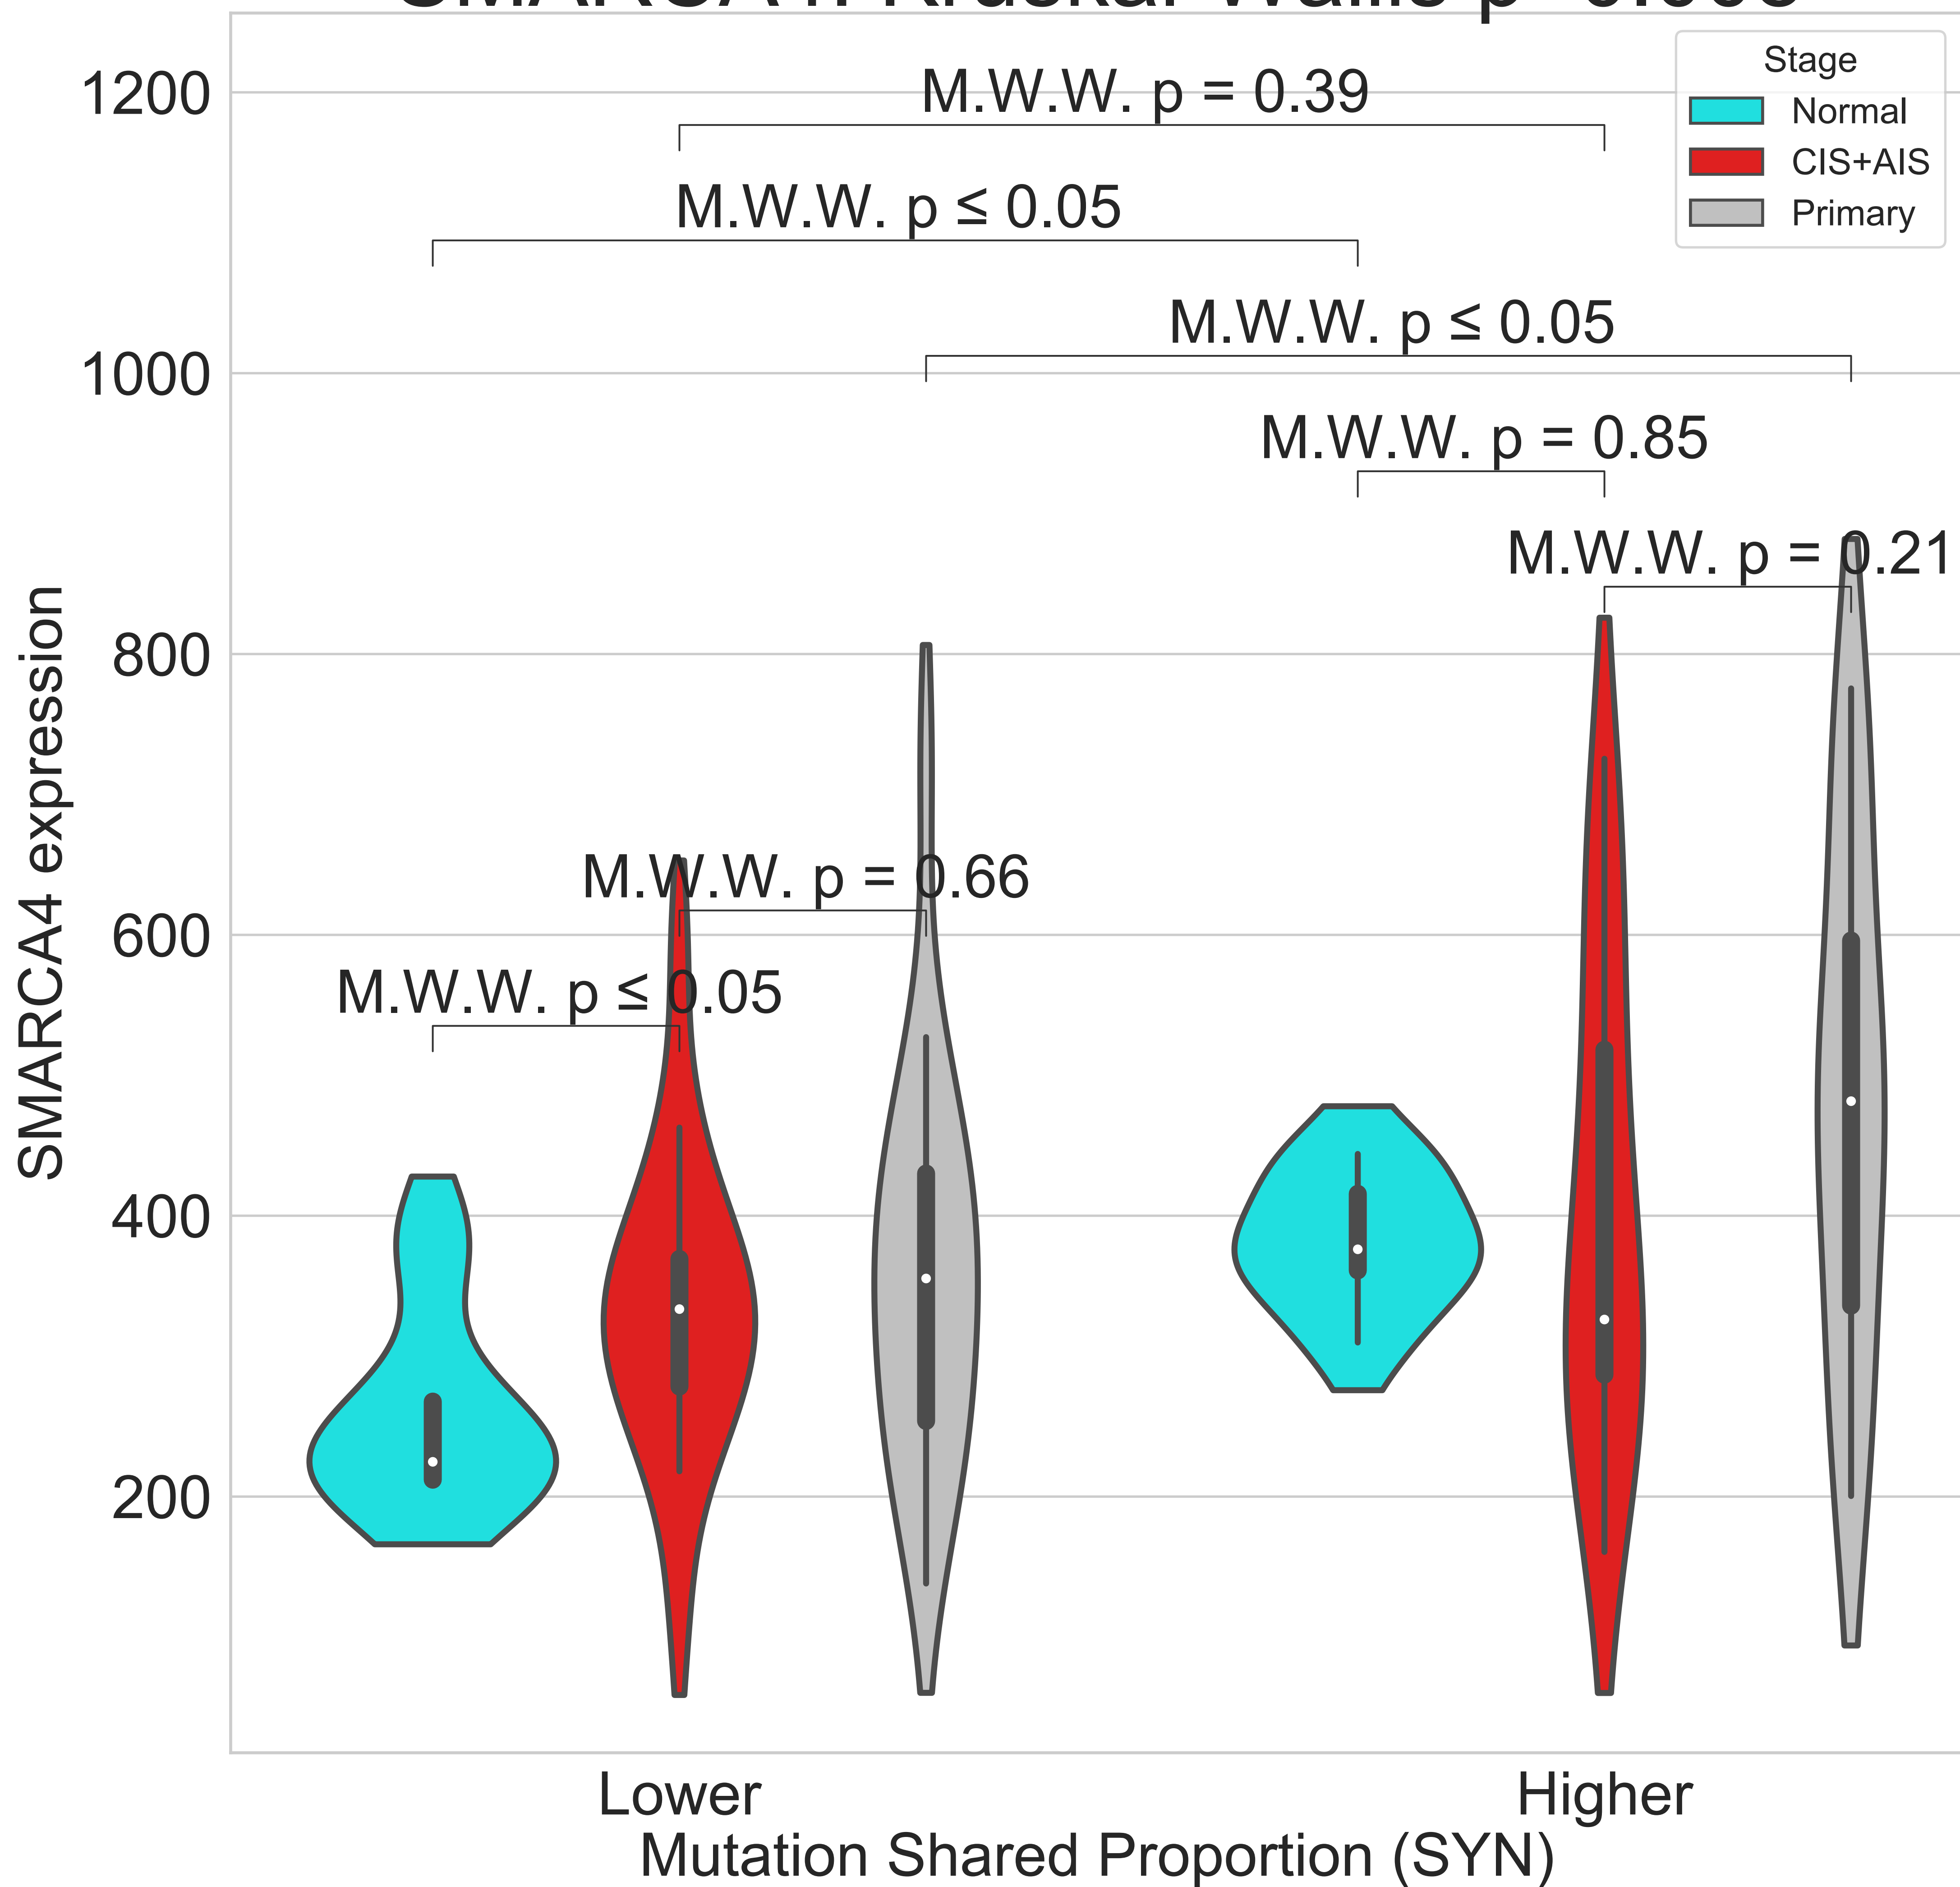 1200
1000
800
600
400
200
SMARCA4 expression
M.W.W. p = 0.39
M.W.W. p ≤ 0.05
M.W.W. p ≤ 0.05
M.W.W. p = 0.85
M.W.W. p = 0.21
M.W.W. p = 0.66
M.W.W. p ≤ 0.05
Stage
Normal
CIS+AIS
Primary
Lower
Higher
Mutation Shared Proportion (SYN)